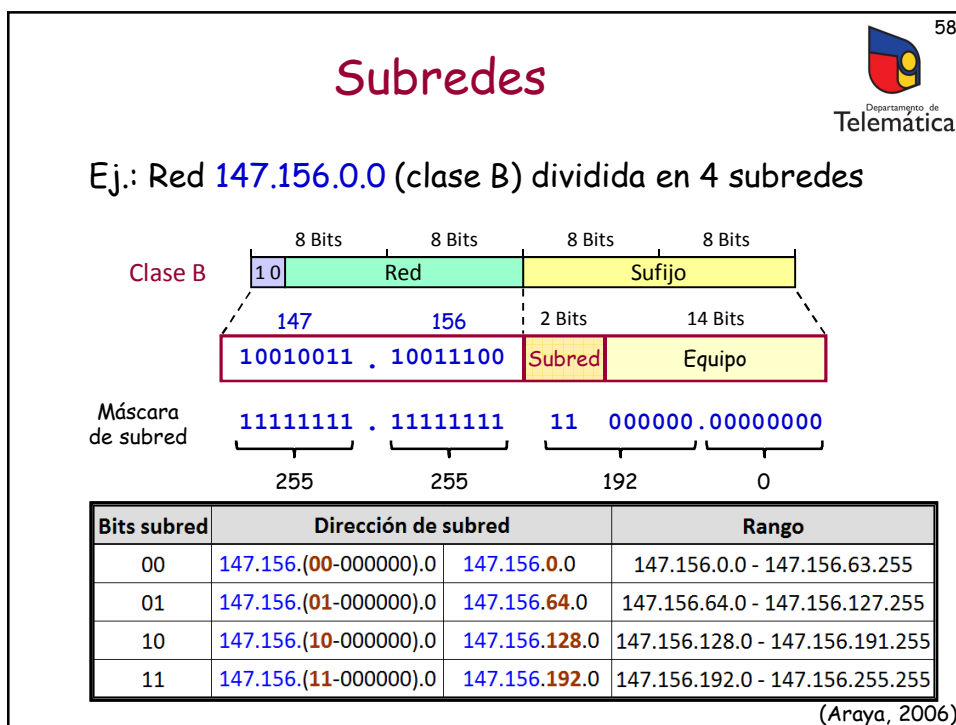 58
Subredes
Departamento de
Telemática
Ej.: Red 147.156.0.0 (clase B) dividida en 4 subredes
8 Bits 8 Bits 8 Bits 8 Bits
Clase B 1 0 Red Sufijo
147 156 2 Bits 14 Bits
10010011 . 10011100 Subred Equipo
Máscara
de subred
11111111 . 11111111 11 000000.00000000
255 255 192 0
Bits subred Dirección de subred Rango
00 147.156.(00-000000).0 147.156.0.0 147.156.0.0 - 147.156.63.255
01 147.156.(01-000000).0 147.156.64.0 147.156.64.0 - 147.156.127.255
10 147.156.(10-000000).0 147.156.128.0 147.156.128.0 - 147.156.191.255
11 147.156.(11-000000).0 147.156.192.0 147.156.192.0 - 147.156.255.255
(Araya, 2006)